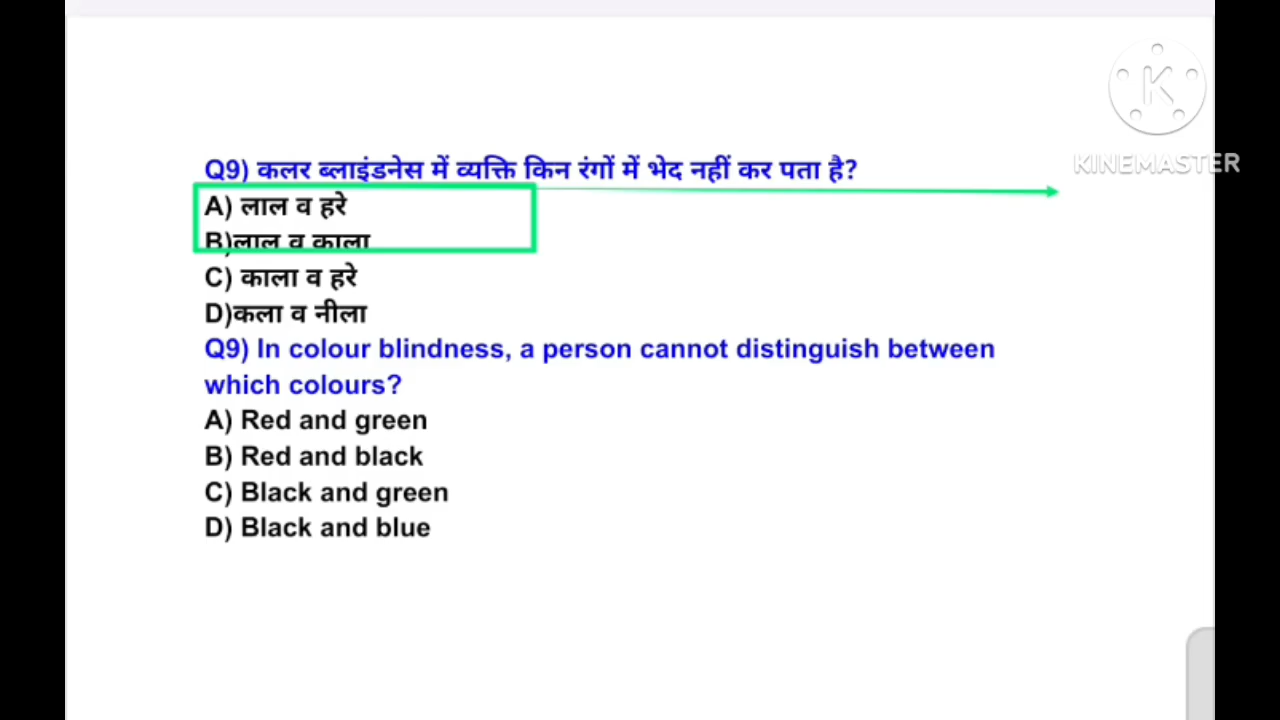 Q9) कलर ब्लाइंडनेस में व्यक्ति किन रंगों में भेद नहीं कर पता है?
A) लाल व हरे
B)लाल व काला
C) काला व हरे
D)कला व नीला
Q9) In colour blindness, a person cannot distinguish between
which colours?
A) Red and green
B) Red and black
C) Black and green
D) Black and blue
K
KINEMASTER